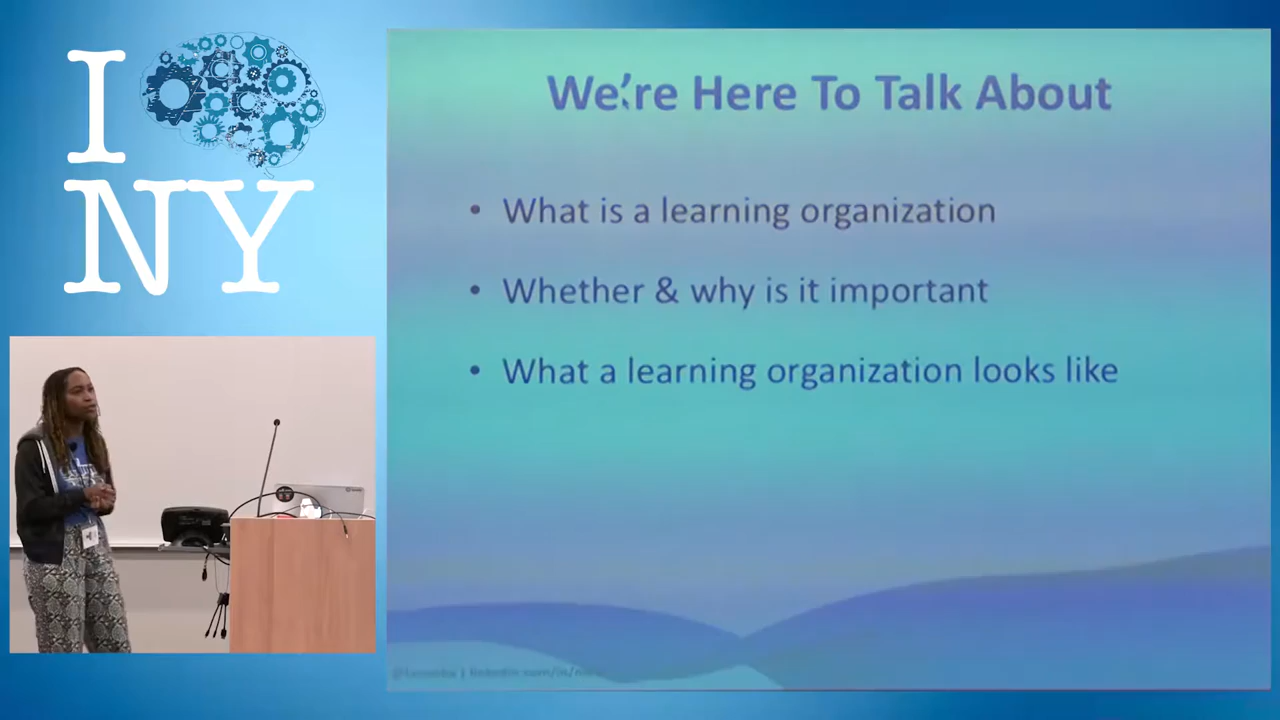 I
NY
We're Here To Talk About
• What is a learning organization
• Whether & why is it important
• What a learning organization looks like